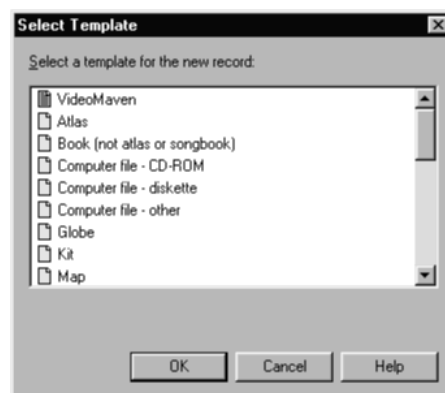 Select Template
Select a template for the new record:
VideoMaven
Atlas
Book (not atlas or songbook)
Computer file - CD-ROM
Computer file - diskette
Computer file - other
Globe
Kit
Map
OK Cancel Help